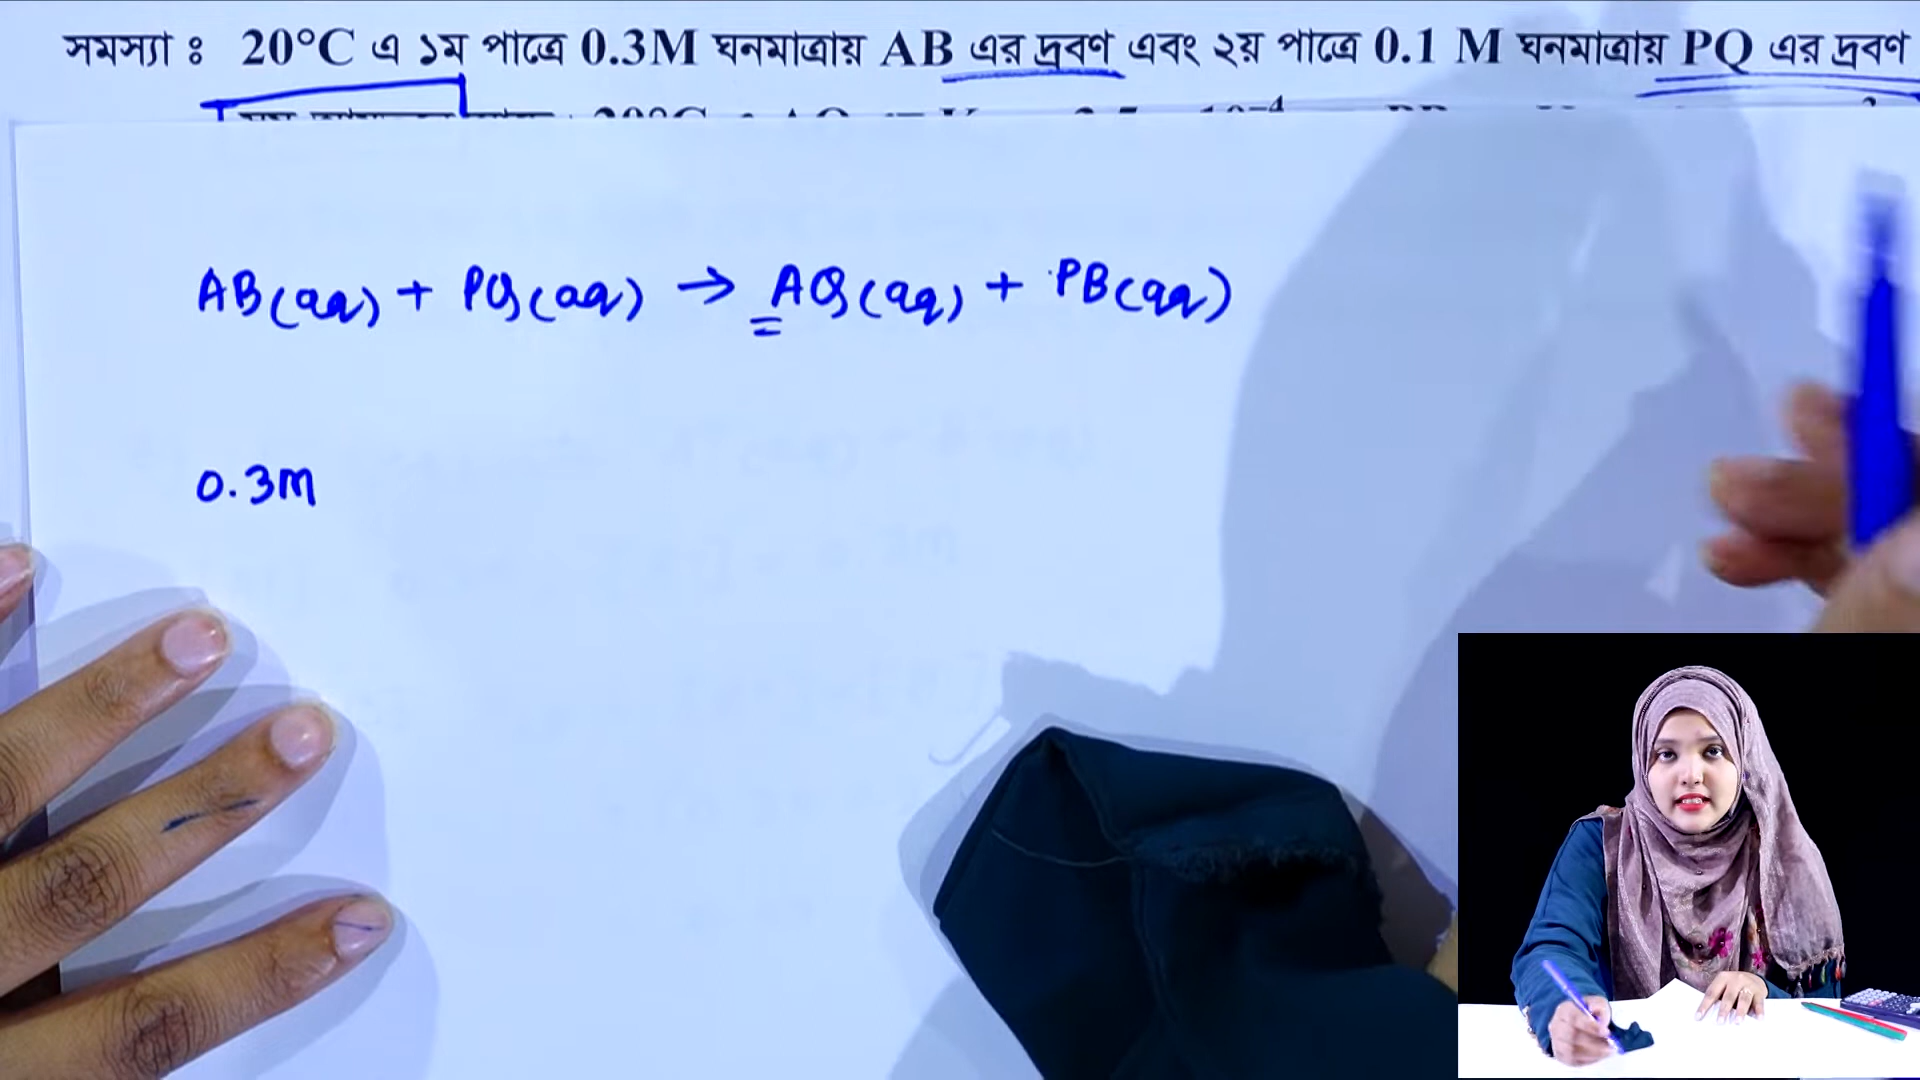 সমস্যা ঃ 20°C এ ১ম পাত্রে 0.3M ঘনমাত্রায় AB এর দ্রবণ এবং ২য় পাত্রে 0.1 M ঘনমাত্রায় PQ এর দ্রবণ
AB(aq) + PQ(aq) → AQ(aq) + PB(aq)
0.3M